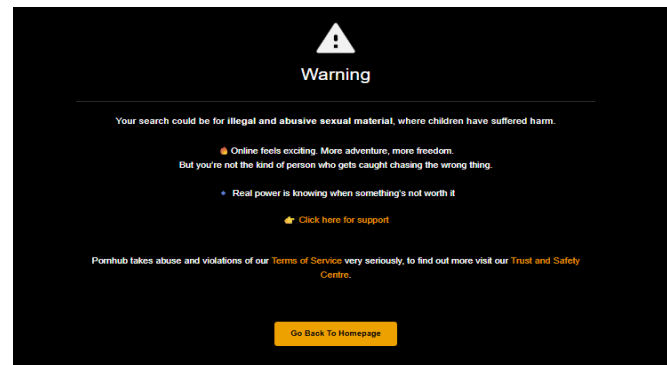 Warning
Your search could be for illegal and abusive sexual material, where children have suffered harm.
🔥 Online feels exciting. More adventure, more freedom.
But you're not the kind of person who gets caught chasing the wrong thing.
🔹 Real power is knowing when something's not worth it
👉 Click here for support
Pornhub takes abuse and violations of our Terms of Service very seriously, to find out more visit our Trust and Safety
Centre.
Go Back To Homepage